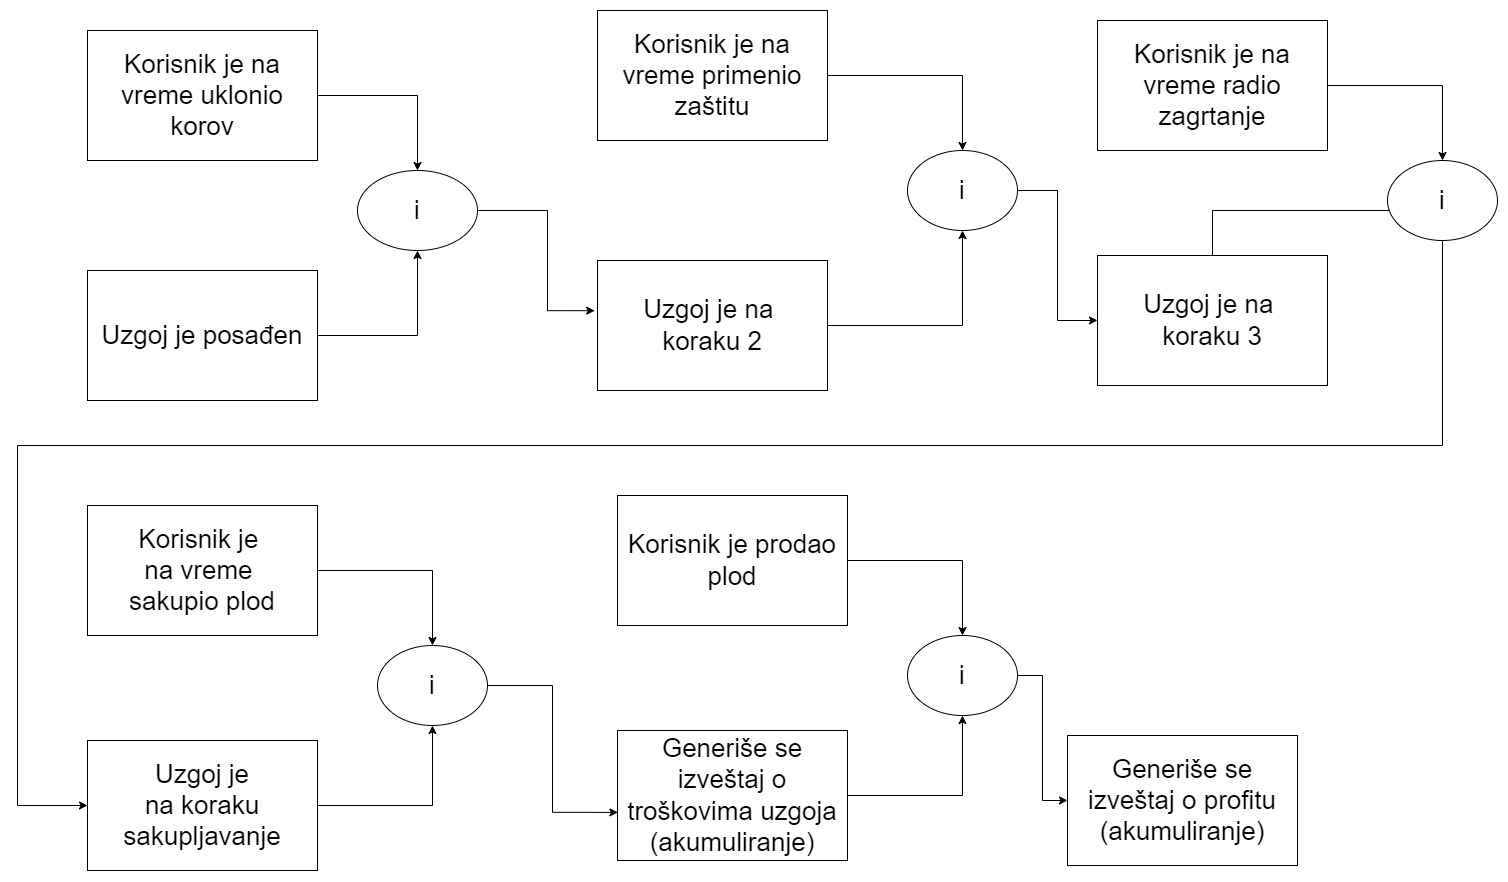 Korisnik je na
vreme uklonio
korov
Korisnik je na
vreme primenio
zaštitu
Korisnik je na
vreme radio
zagrtanje
i
i
i
Uzgoj je posađen
Uzgoj je na
koraku 2
Uzgoj je na
koraku 3
Korisnik je
na vreme
sakupio plod
Korisnik je prodao
plod
i
i
Uzgoj je
na koraku
sakupljavanje
Generiše se
izveštaj o
troškovima uzgoja
(akumuliranje)
Generiše se
izveštaj o profitu
(akumuliranje)